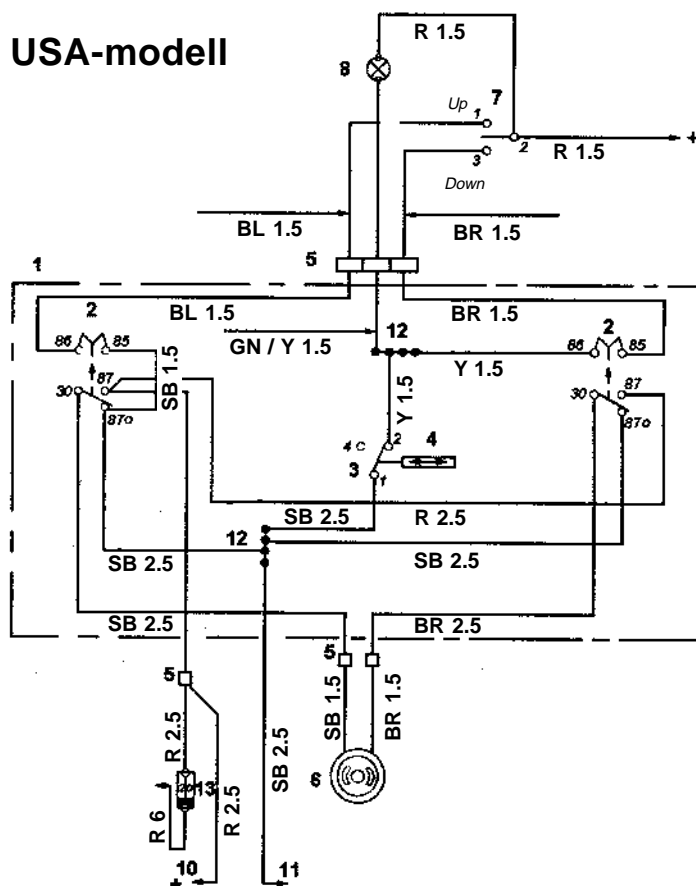 USA-modell
R 1.5
8
Up
7
1
2
+
3
R 1.5
Down
BL 1.5
BR 1.5
5
1
2
BL 1.5
BR 1.5
12
2
86
85
GN / Y 1.5
86
85
SB 1.5
Y 1.5
30
87
87a
Y 1.5
30
87
87a
4
2
4
3
1
SB 2.5
R 2.5
12
SB 2.5
SB 2.5
SB 2.5
BR 2.5
5
5
SB 1.5
BR 1.5
R 2.5
SB 2.5
6
13
R 6
R 2.5
10
11
+